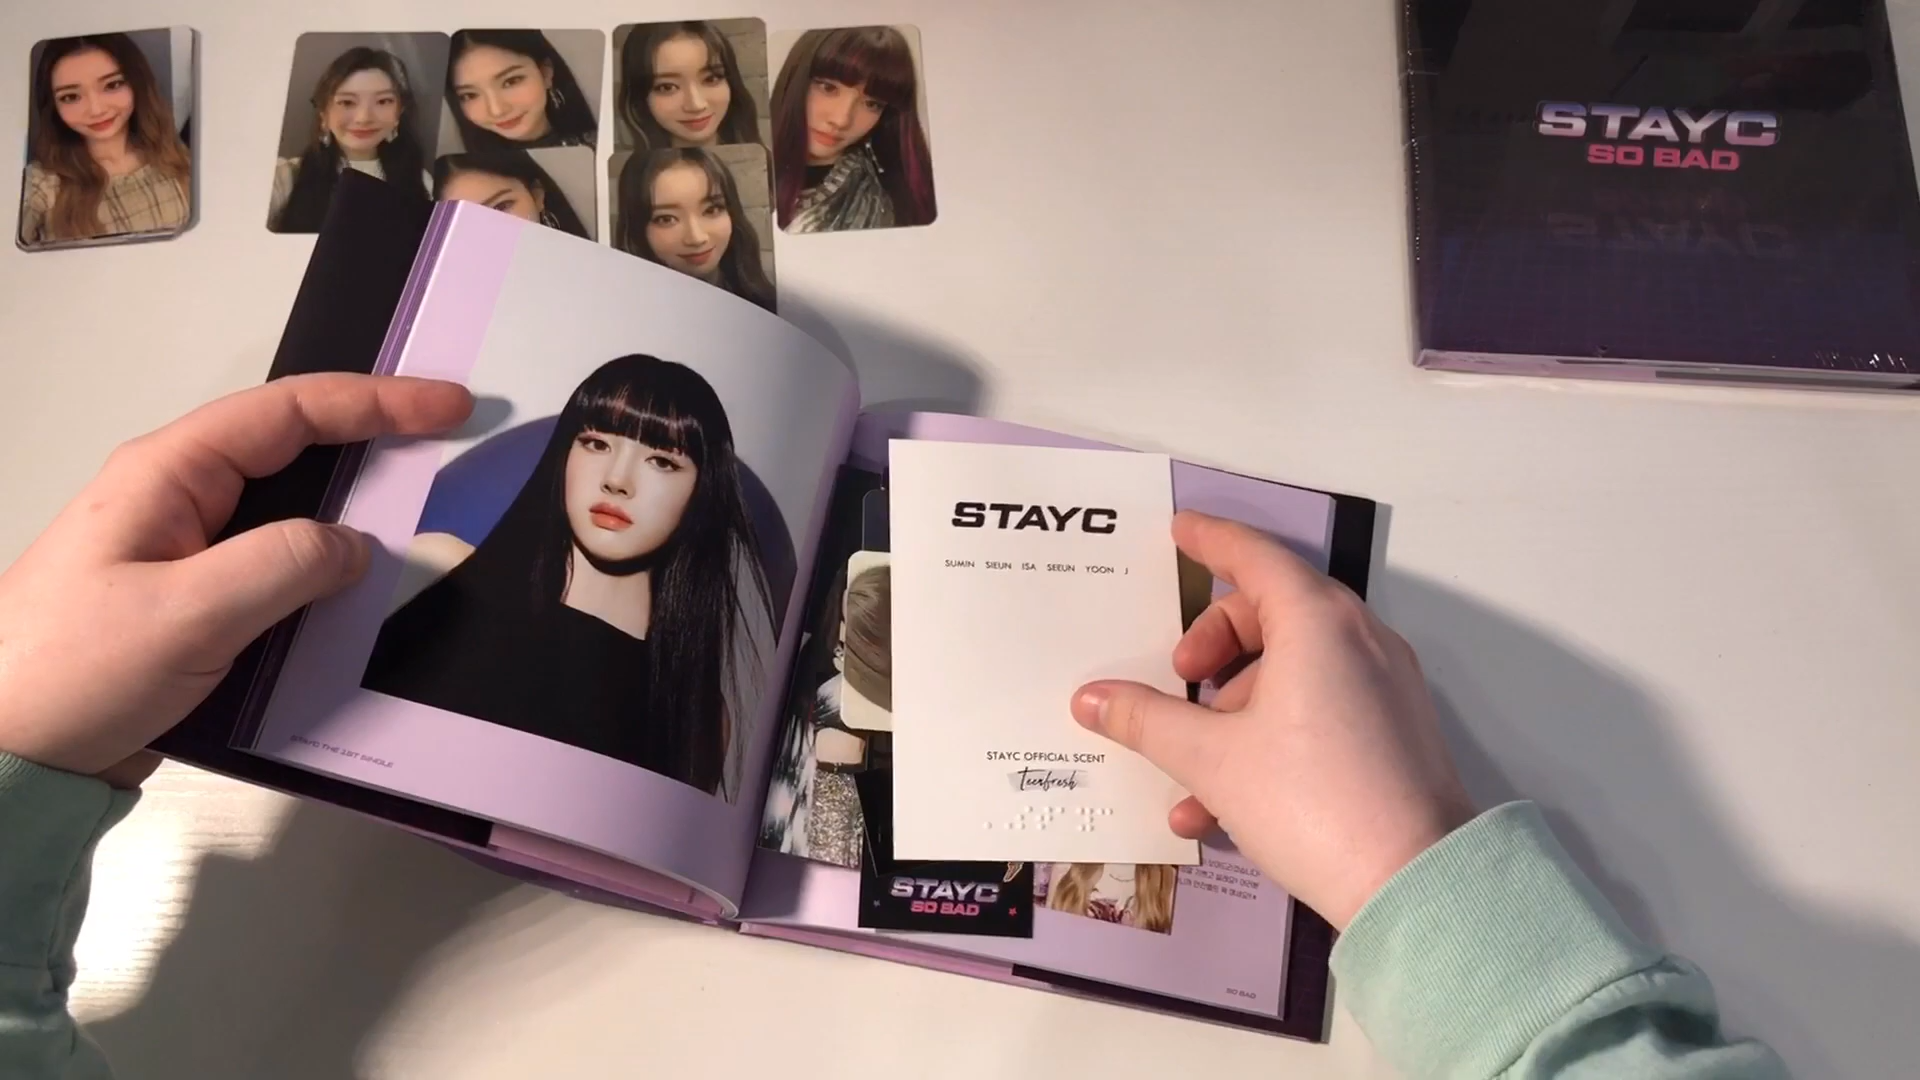 STAYC
SO BAD
STAYC
SUMIN SIEUN ISA SEEUN YOON J
STAYC OFFICIAL SCENT
teenfresh
STAYC THE 1ST SINGLE
STAYC
SO BAD
SO BAD